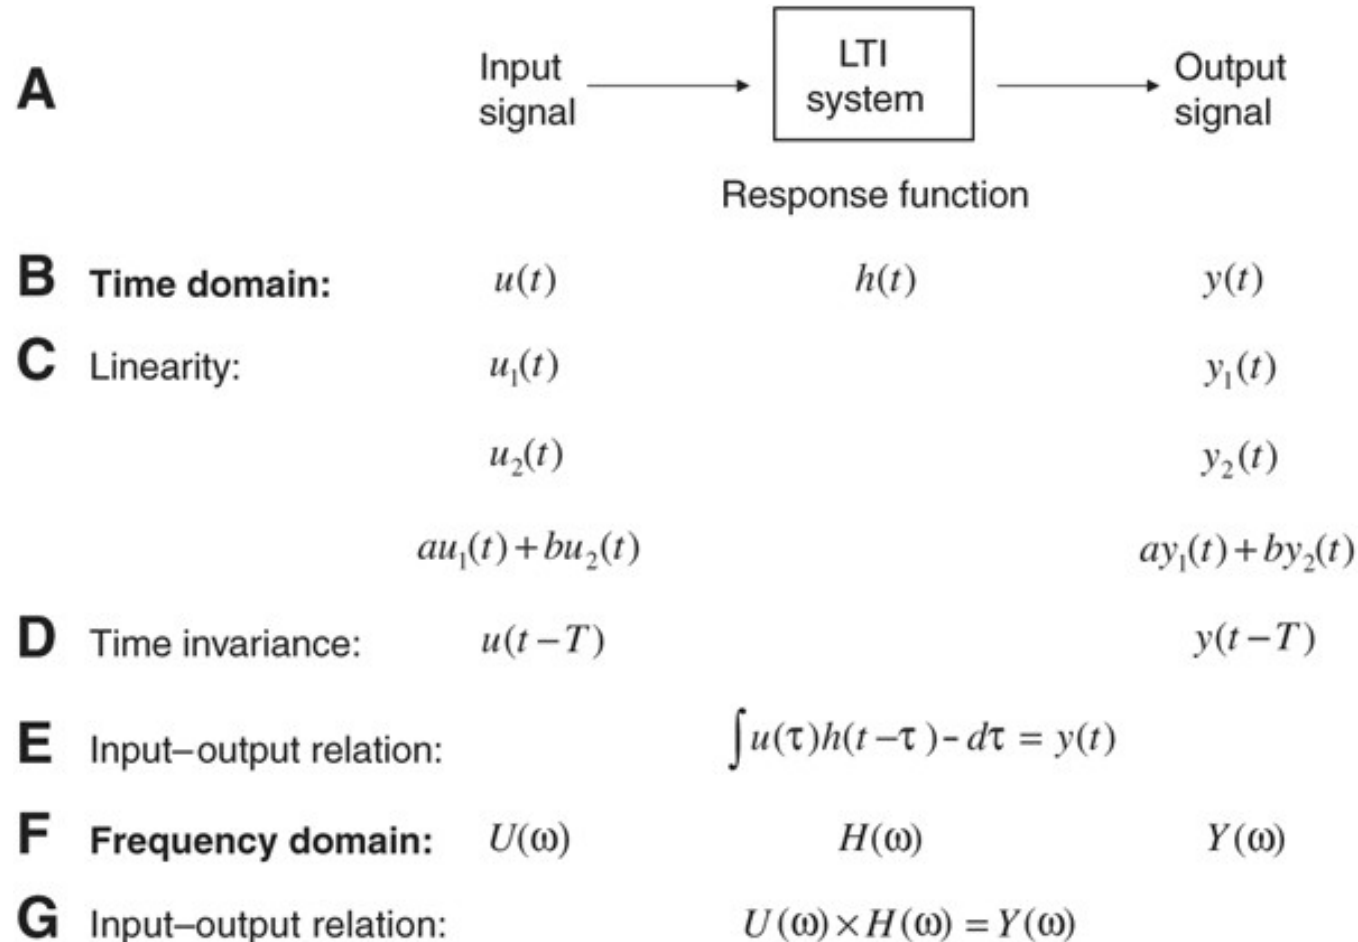 A Input signal LTI system Output signal
Response function
B Time domain: u(t) h(t) y(t)
C Linearity: u₁(t) y₁(t)
u₂(t) y₂(t)
au₁(t)+bu₂(t) ay₁(t)+by₂(t)
D Time invariance: u(t−T) y(t−T)
E Input–output relation: ∫u(τ)h(t−τ)-dτ = y(t)
F Frequency domain: U(ω) H(ω) Y(ω)
G Input–output relation: U(ω)×H(ω)=Y(ω)